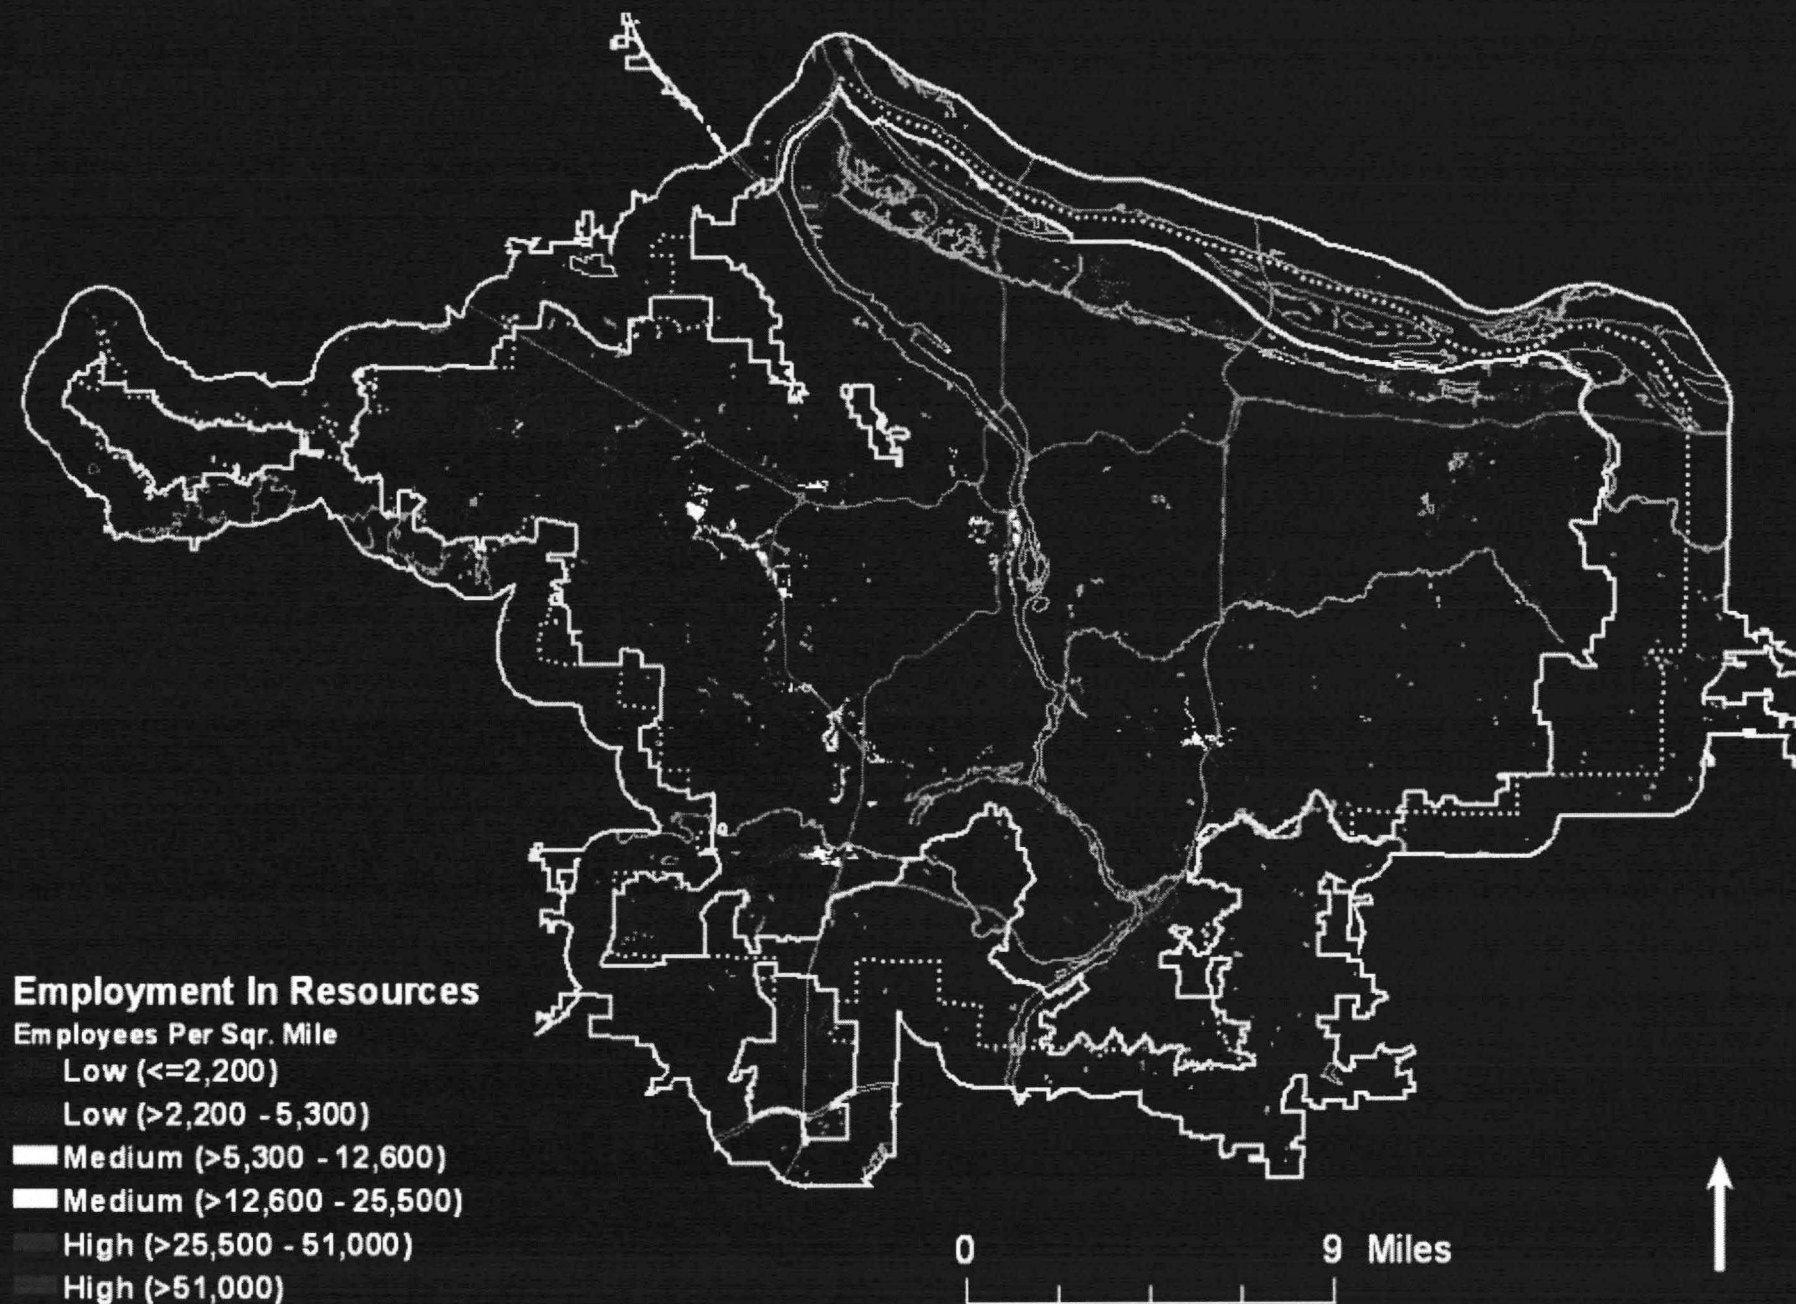 Employment In Resources
Employees Per Sqr. Mile
Low (<=2,200)
Low (>2,200 - 5,300)
Medium (>5,300 - 12,600)
Medium (>12,600 - 25,500)
High (>25,500 - 51,000)
High (>51,000)
0 9 Miles